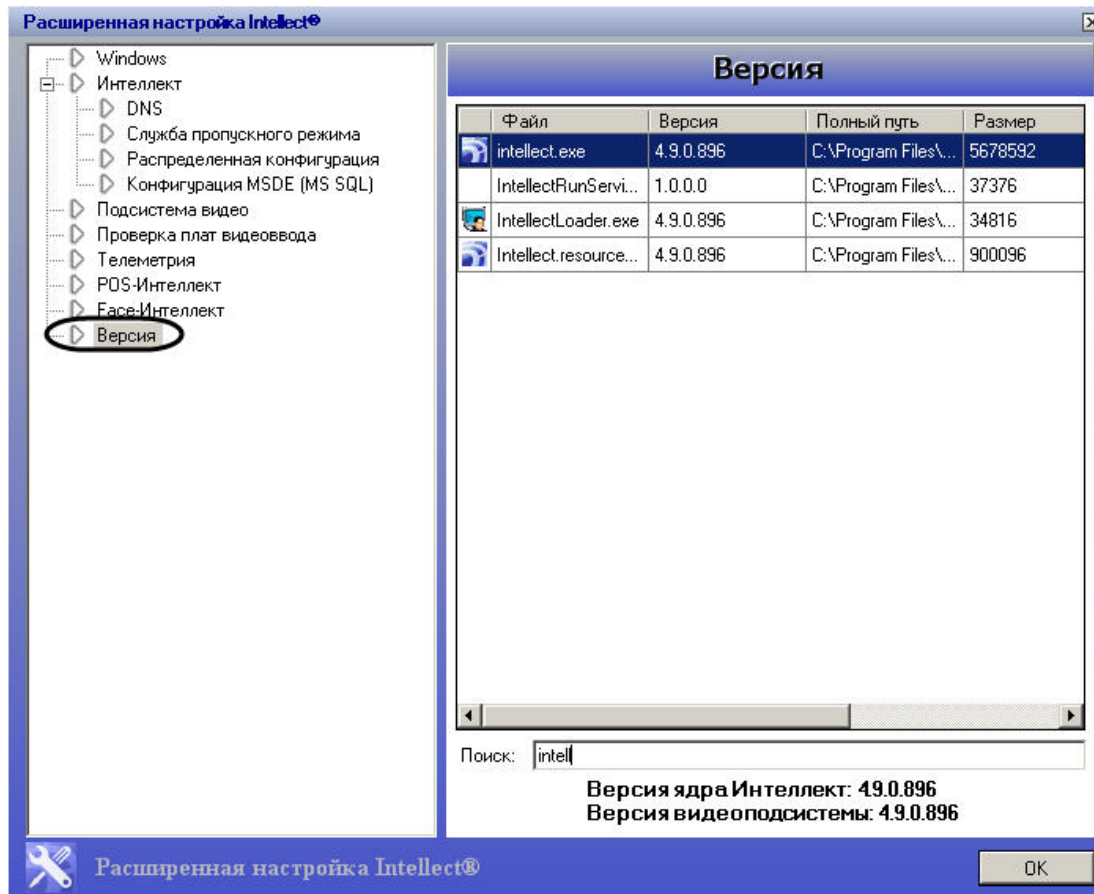 Расширенная настройка Intellect®
Windows
Интеллект
DNS
Служба пропускного режима
Распределенная конфигурация
Конфигурация MSDE (MS SQL)
Подсистема видео
Проверка плат видеоввода
Телеметрия
POS-Интеллект
Face-Интеллект
Версия
Версия
Файл Версия Полный путь Размер
intellect.exe 4.9.0.896 C:\Program Files\... 5678592
IntellectRunServi... 1.0.0.0 C:\Program Files\... 37376
IntellectLoader.exe 4.9.0.896 C:\Program Files\... 34816
Intellect.resource... 4.9.0.896 C:\Program Files\... 900096
Поиск: intell
Версия ядра Интеллект: 4.9.0.896
Версия видеоподсистемы: 4.9.0.896
Расширенная настройка Intellect®
OK